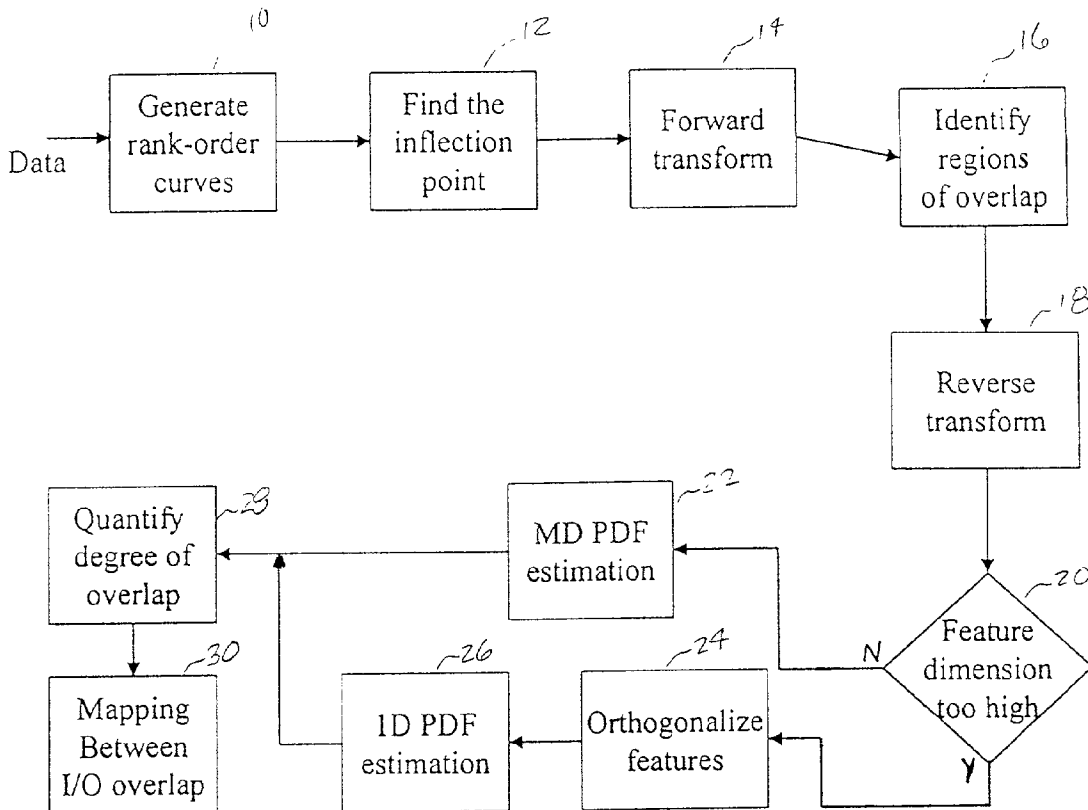 10
12
14
16
Data
Generate
rank-order
curves
Find the
inflection
point
Forward
transform
Identify
regions
of overlap
18
Reverse
transform
20
Feature
dimension
too high
N
Y
22
MD PDF
estimation
24
Orthogonalize
features
26
1D PDF
estimation
28
Quantify
degree of
overlap
30
Mapping
Between
I/O overlap